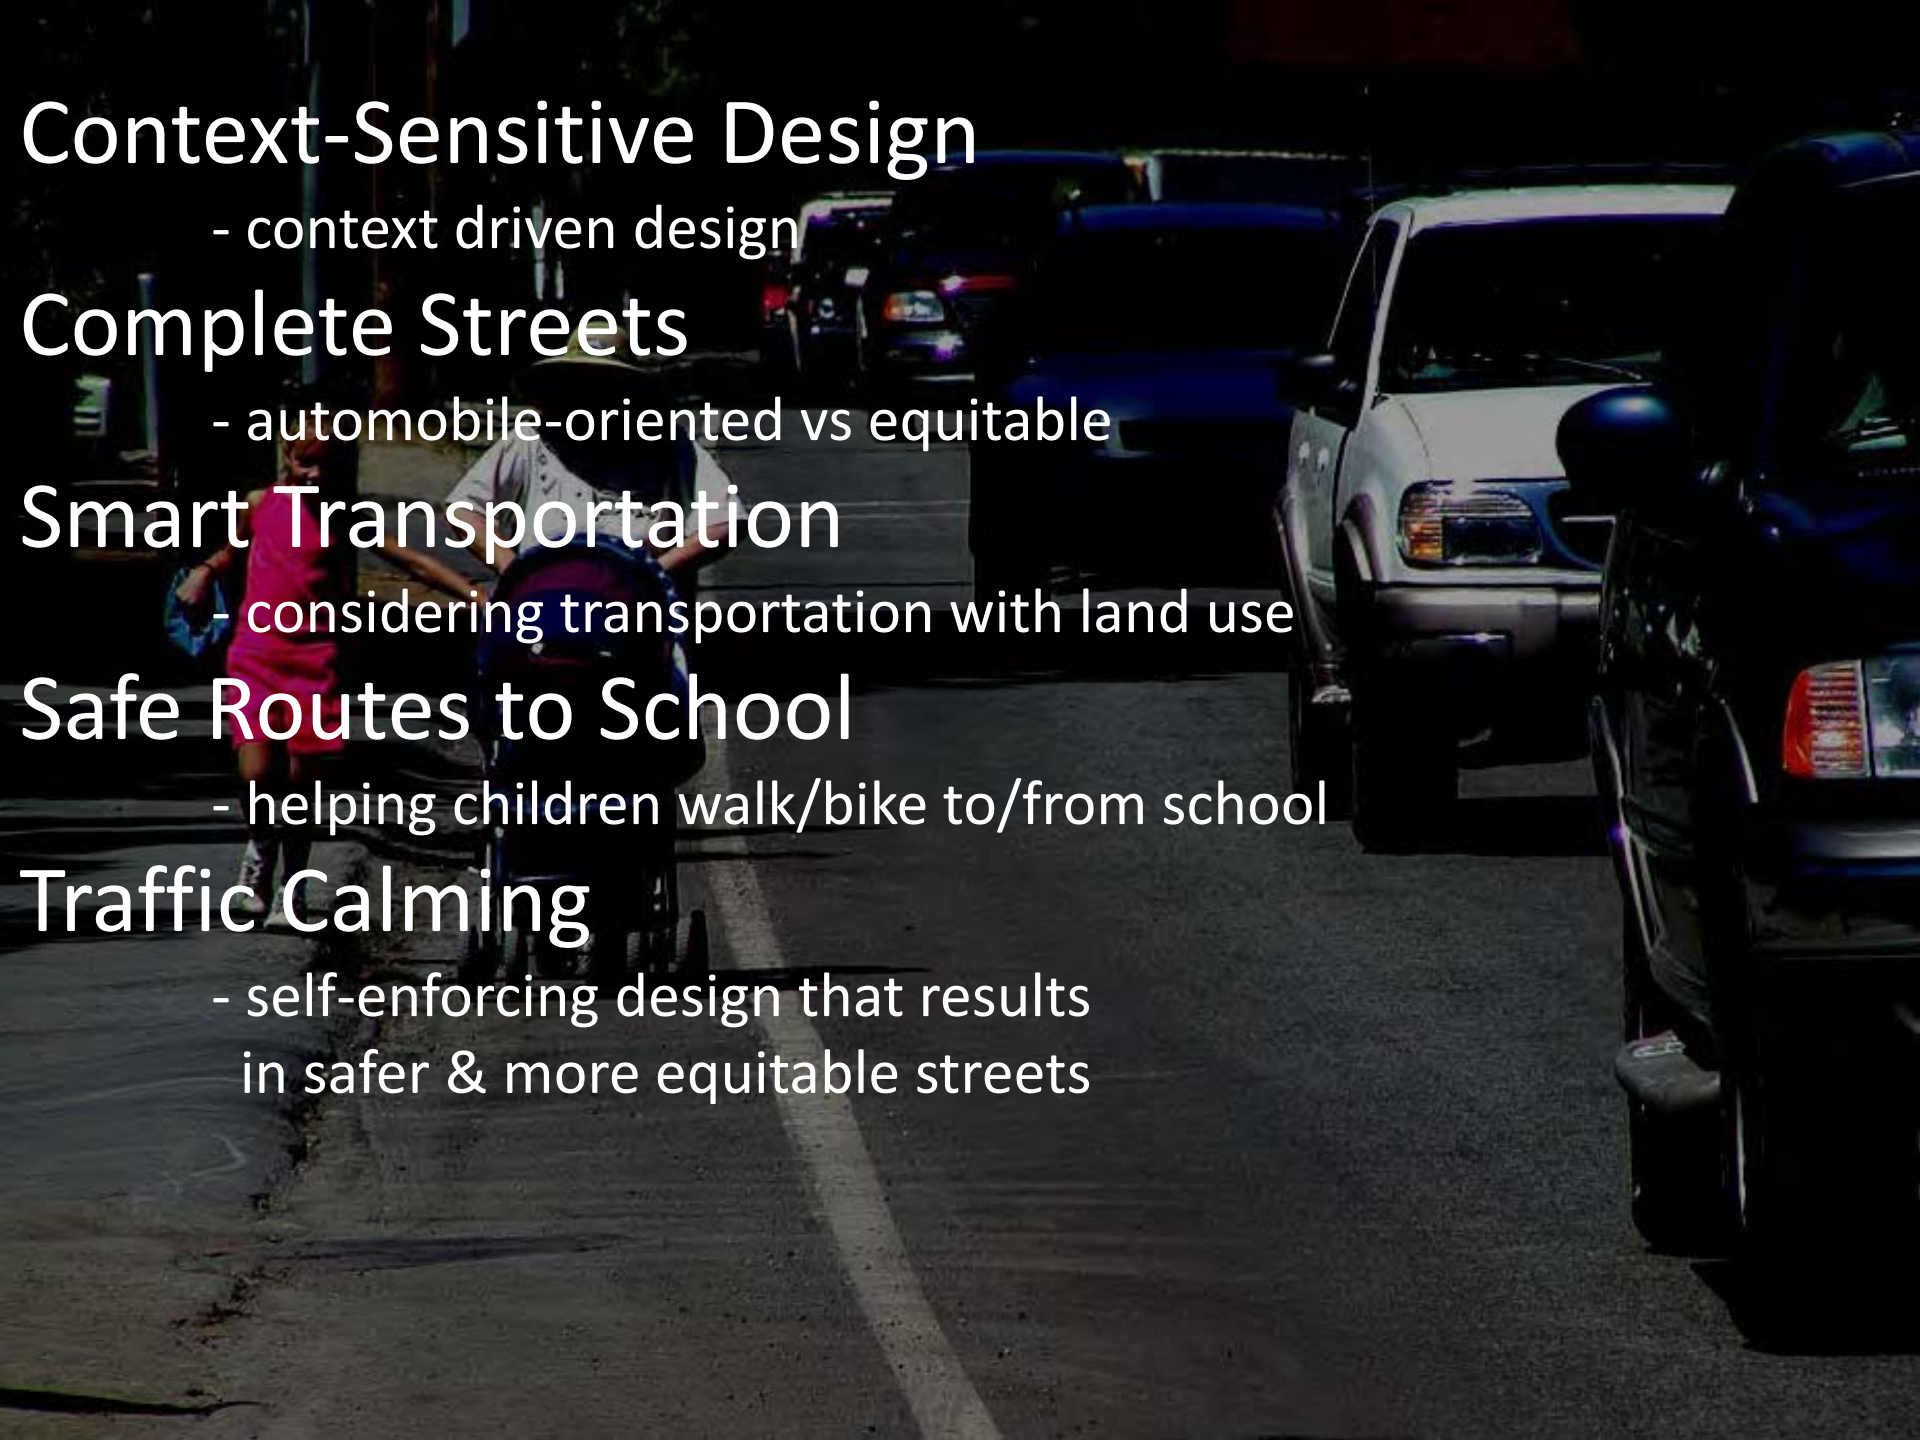 Context-Sensitive Design
- context driven design
Complete Streets
- automobile-oriented vs equitable
Smart Transportation
- considering transportation with land use
Safe Routes to School
- helping children walk/bike to/from school
Traffic Calming
- self-enforcing design that results
in safer & more equitable streets